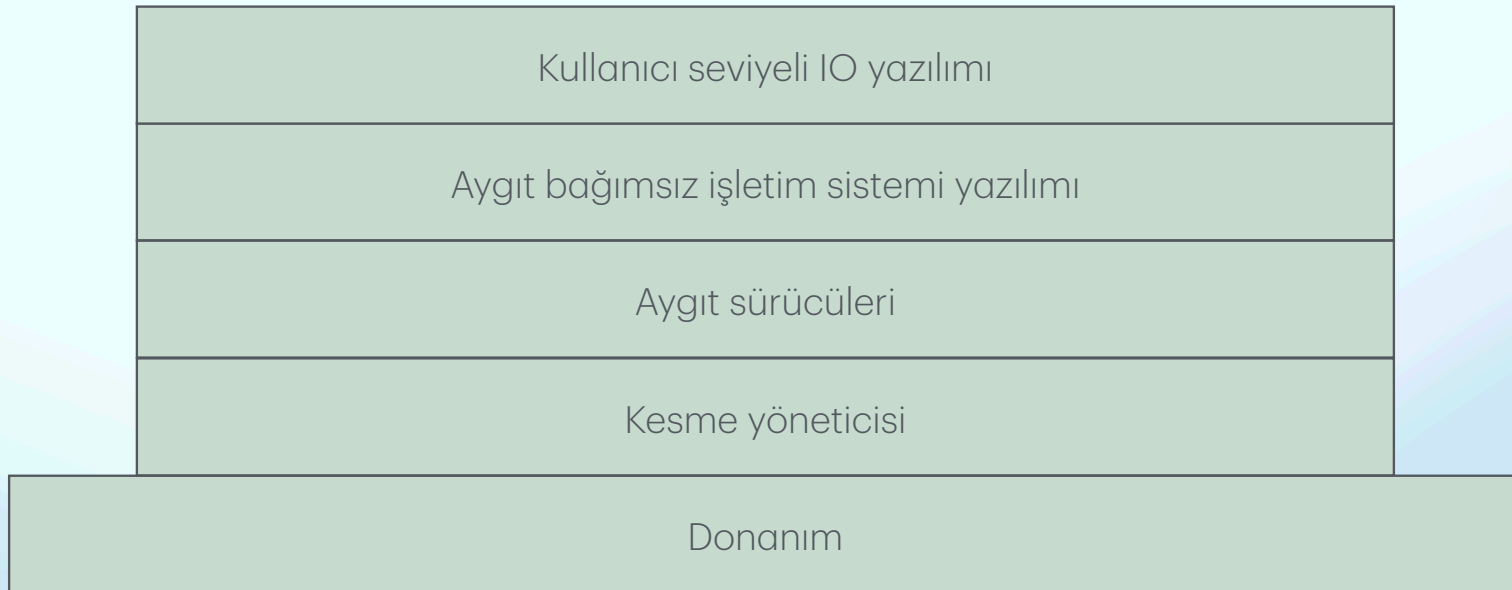 Kullanıcı seviyeli IO yazılımı
Aygıt bağımsız işletim sistemi yazılımı
Aygıt sürücüleri
Kesme yöneticisi
Donanım